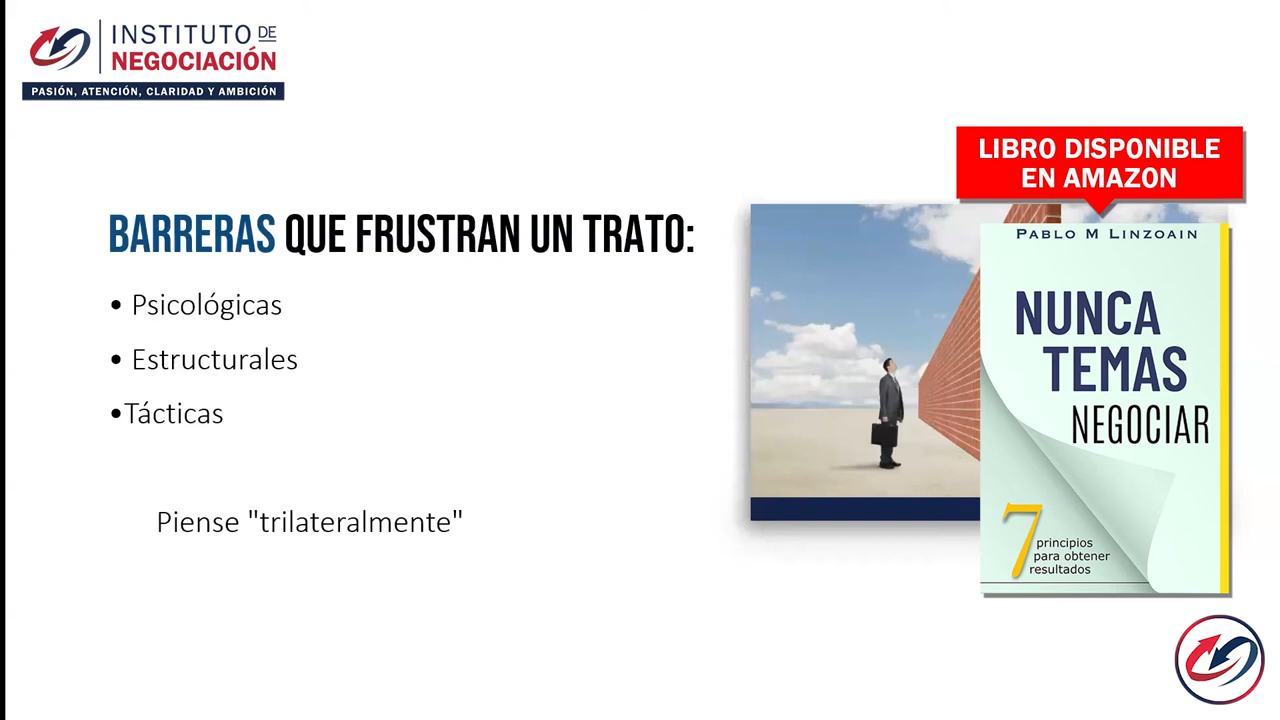 INSTITUTO DE
NEGOCIACIÓN
PASIÓN, ATENCIÓN, CLARIDAD Y AMBICIÓN
BARRERAS QUE FRUSTRAN UN TRATO:
• Psicológicas
• Estructurales
•Tácticas
Piense "trilateralmente"
LIBRO DISPONIBLE
EN AMAZON
PABLO M LINZOAIN
NUNCA
TEMAS
NEGOCIAR
7 principios
para obtener
resultados